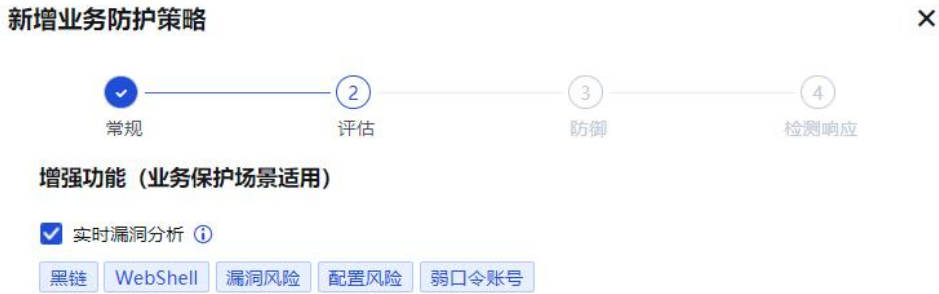 新增业务防护策略
2 3 4
常规 评估 防御 检测响应
增强功能（业务保护场景适用）
实时漏洞分析
黑链 WebShell 漏洞风险 配置风险 弱口令账号